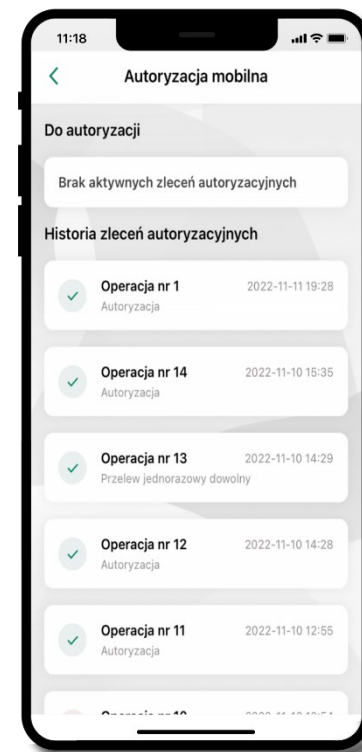 11:18
Autoryzacja mobilna
Do autoryzacji
Brak aktywnych zleceń autoryzacyjnych
Historia zleceń autoryzacyjnych
Operacja nr 1 2022-11-11 19:28
Autoryzacja
Operacja nr 14 2022-11-10 15:35
Autoryzacja
Operacja nr 13 2022-11-10 14:29
Przelew jednorazowy dowolny
Operacja nr 12 2022-11-10 14:28
Autoryzacja
Operacja nr 11 2022-11-10 12:55
Autoryzacja